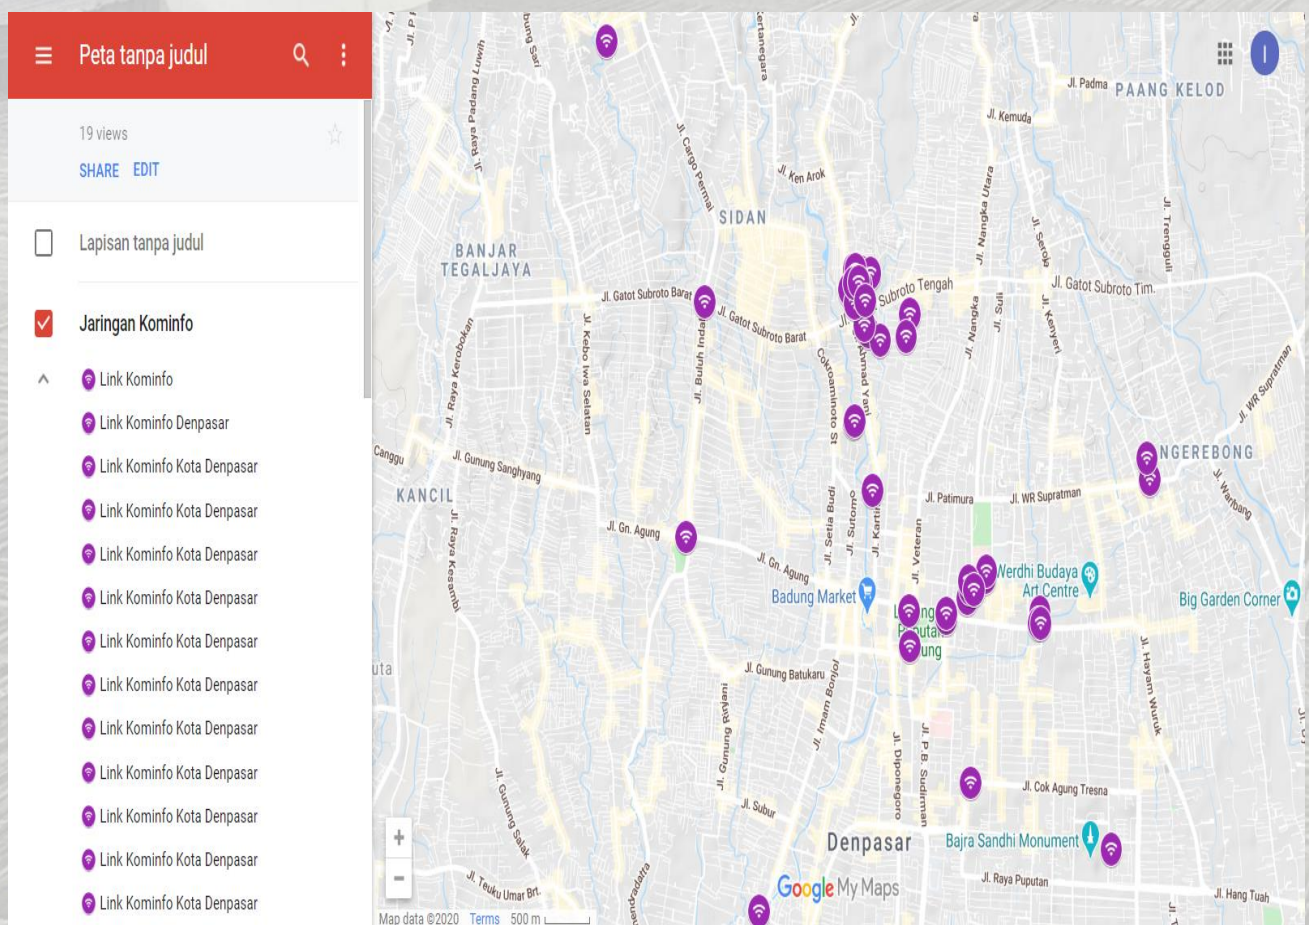 Peta tanpa judul
19 views
SHARE EDIT
Lapisan tanpa judul
Jaringan Kominfo
Link Kominfo
Link Kominfo Denpasar
Link Kominfo Kota Denpasar
Link Kominfo Kota Denpasar
Link Kominfo Kota Denpasar
Link Kominfo Kota Denpasar
Link Kominfo Kota Denpasar
Link Kominfo Kota Denpasar
Link Kominfo Kota Denpasar
Link Kominfo Kota Denpasar
Link Kominfo Kota Denpasar
Link Kominfo Kota Denpasar
Link Kominfo Kota Denpasar
I
Jl. Raya Padang Luwih
Jl. Padma
PAANG KELOD
Jl. Kemuda
Jl. Cargo Permai
Jl. Ken Arok
Jl. Nangka Utara
Jl. Seroja
Jl. Trengguli
SIDAN
BANJAR
TEGALJAYA
Jl. Gatot Subroto Barat
Jl. Gatot Subroto Barat
Subroto Tengah
Jl. Gatot Subroto Tim.
Jl. Raya Kerobokan
Jl. Kebo Iwa Selatan
Jl. Buluh Indah
Cokroaminoto St
Ahmad Yani
Jl. Nangka
Jl. Suli
Jl. Kenyeri
Jl. WR Supratman
Canggu
Jl. Gunung Sanghyang
NGEREBONG
KANCIL
Jl. Patimura
Jl. WR Supratman
Jl. Waribang
Jl. Gn. Agung
Jl. Raya Kesambi
Jl. Setia Budi
Jl. Sutomo
Jl. Kartini
Jl. Veteran
Jl. Gn. Agung
Badung Market
Werdhi Budaya
Art Centre
Big Garden Corner
uta
Jl. Gunung Batukaru
Jl. Gunung Rinjani
Jl. Imam Bonjol
Jl. Hayam Wuruk
Jl. Diponegoro
Jl. P.B. Sudirman
Jl. Gunung Salak
Jl. Subur
Jl. Cok Agung Tresna
Denpasar
Bajra Sandhi Monument
Jl. Teuku Umar Brt.
Google My Maps
Jl. Raya Puputan
Jl. Hang Tuah
Map data ©2020 Terms 500 m